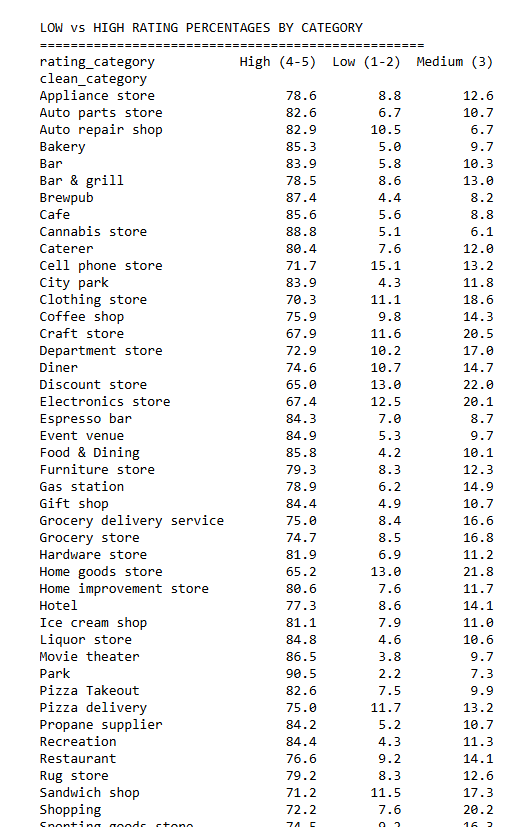 LOW vs HIGH RATING PERCENTAGES BY CATEGORY
==================================================
rating_category High (4-5) Low (1-2) Medium (3)
clean_category
Appliance store 78.6 8.8 12.6
Auto parts store 82.6 6.7 10.7
Auto repair shop 82.9 10.5 6.7
Bakery 85.3 5.0 9.7
Bar 83.9 5.8 10.3
Bar & grill 78.5 8.6 13.0
Brewpub 87.4 4.4 8.2
Cafe 85.6 5.6 8.8
Cannabis store 88.8 5.1 6.1
Caterer 80.4 7.6 12.0
Cell phone store 71.7 15.1 13.2
City park 83.9 4.3 11.8
Clothing store 70.3 11.1 18.6
Coffee shop 75.9 9.8 14.3
Craft store 67.9 11.6 20.5
Department store 72.9 10.2 17.0
Diner 74.6 10.7 14.7
Discount store 65.0 13.0 22.0
Electronics store 67.4 12.5 20.1
Espresso bar 84.3 7.0 8.7
Event venue 84.9 5.3 9.7
Food & Dining 85.8 4.2 10.1
Furniture store 79.3 8.3 12.3
Gas station 78.9 6.2 14.9
Gift shop 84.4 4.9 10.7
Grocery delivery service 75.0 8.4 16.6
Grocery store 74.7 8.5 16.8
Hardware store 81.9 6.9 11.2
Home goods store 65.2 13.0 21.8
Home improvement store 80.6 7.6 11.7
Hotel 77.3 8.6 14.1
Ice cream shop 81.1 7.9 11.0
Liquor store 84.8 4.6 10.6
Movie theater 86.5 3.8 9.7
Park 90.5 2.2 7.3
Pizza Takeout 82.6 7.5 9.9
Pizza delivery 75.0 11.7 13.2
Propane supplier 84.2 5.2 10.7
Recreation 84.4 4.3 11.3
Restaurant 76.6 9.2 14.1
Rug store 79.2 8.3 12.6
Sandwich shop 71.2 11.5 17.3
Shopping 72.2 7.6 20.2
Sporting goods store 74.5 9.2 16.3